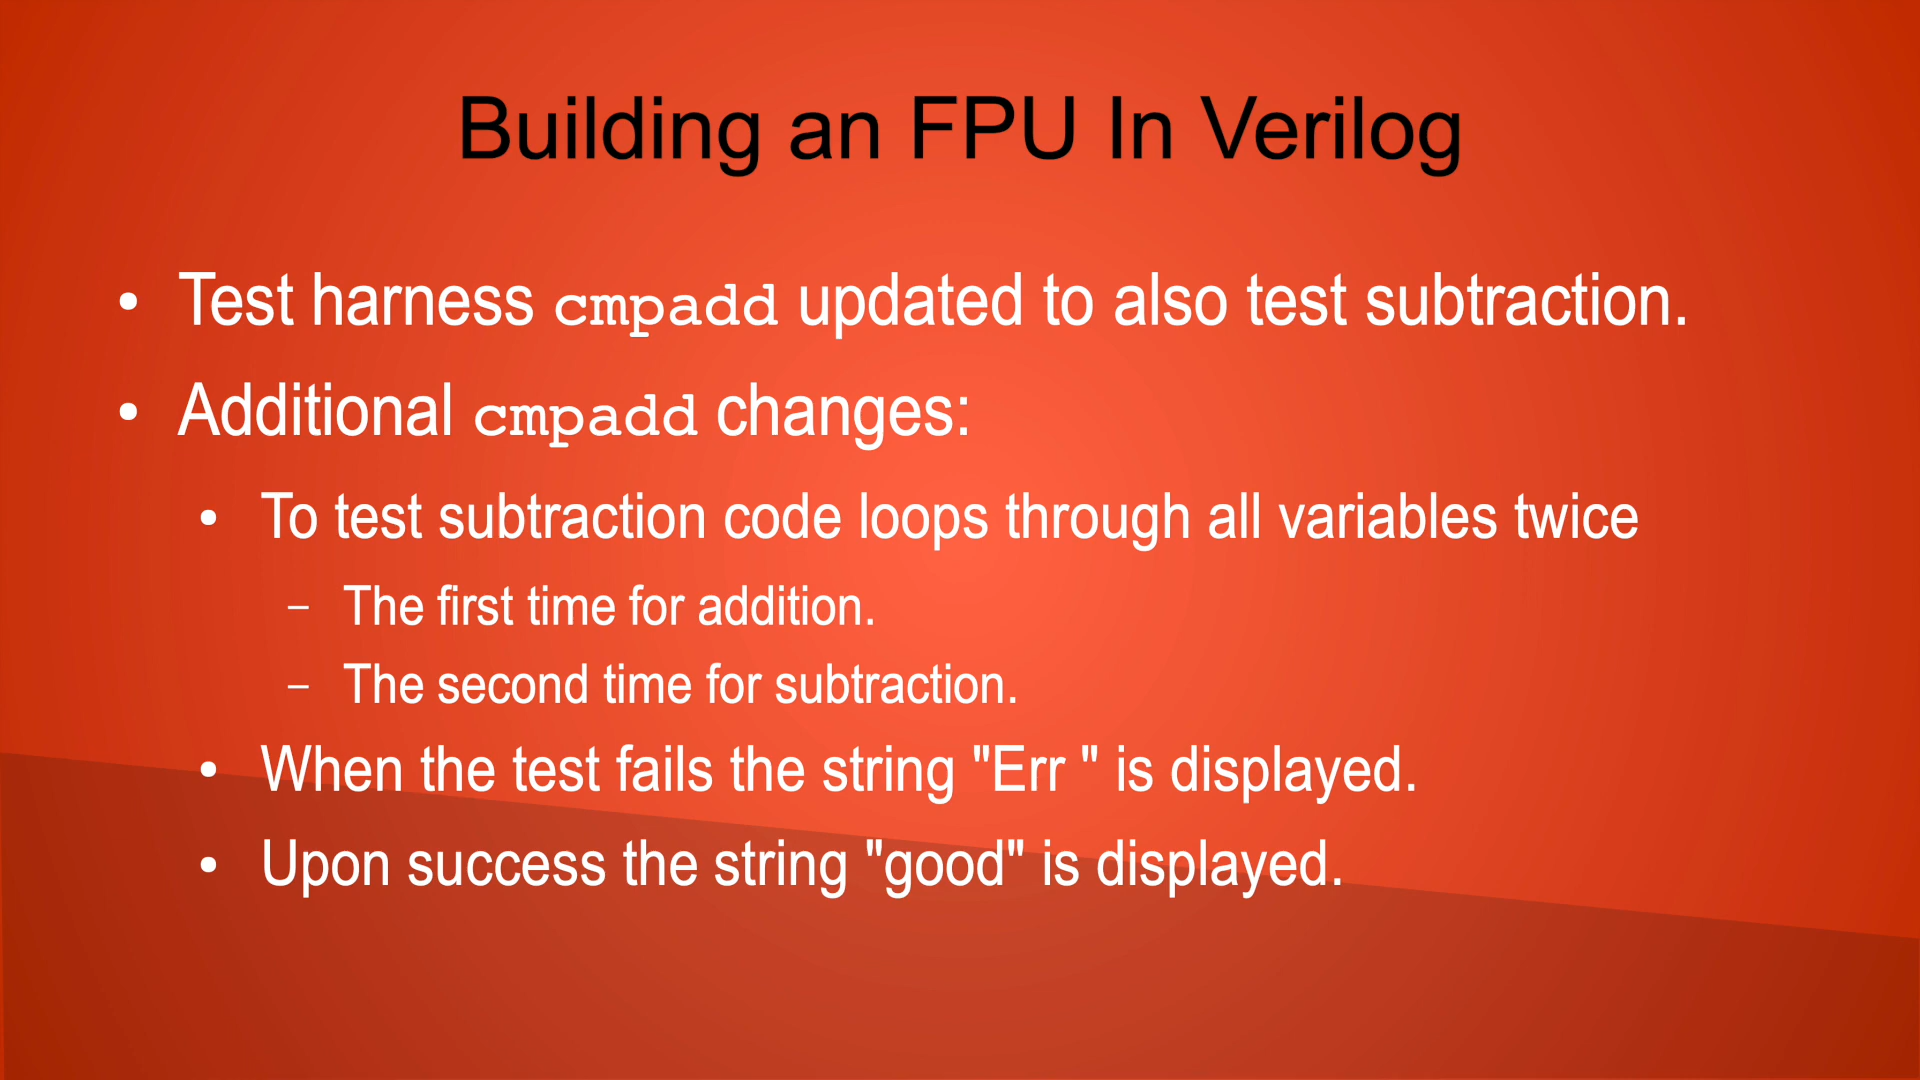 Building an FPU In Verilog
• Test harness cmpadd updated to also test subtraction.
• Additional cmpadd changes:
• To test subtraction code loops through all variables twice
– The first time for addition.
– The second time for subtraction.
• When the test fails the string "Err " is displayed.
• Upon success the string "good" is displayed.